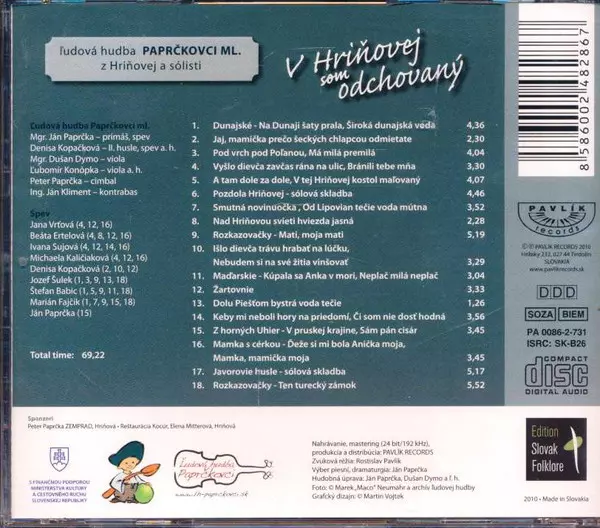 ľudová hudba PAPRČKOVCI ML.
z Hriňovej a sólisti
V Hriňovej
som
odchovaný
Ľudová hudba Paprčkovci ml.
Mgr. Ján Paprčka – primáš, spev
Denisa Kopačková – II. husle, spev a h.
Mgr. Dušan Dymo – viola
Ľubomír Konôpka – viola a. h.
Peter Paprčka – cimbal
Ing. Ján Kliment – kontrabas
Spev
Jana Vrťová (4, 12, 16)
Beáta Ertelová (4, 8, 12, 16)
Ivana Sujová (4, 12, 14, 16)
Michaela Kaličiaková (4, 12, 16)
Denisa Kopačková (2, 10, 12)
Jozef Šulek (1, 3, 9, 13, 18)
Štefan Babic (1, 5, 9, 11, 18)
Marián Fajčík (1, 7, 9, 15, 18)
Ján Paprčka (15)
Total time: 69,22
1. Dunajské - Na Dunaji šaty prala, Široká dunajská voda 4,36
2. Jaj, mamička prečo šeckých chlapcou odmietate 2,30
3. Pod vrch pod Poľanou, Má milá premilá 4,04
4. Vyšlo dievča zavčas rána na ulic, Bránili tebe mňa 3,30
5. A tam dole za dole, V tej Hriňovej kostol maľovaný 4,07
6. Pozdola Hriňovej - sólová skladba 4,46
7. Smutná novinuočka , Od Lipovian tečie voda mútna 3,52
8. Nad Hriňovou svieti hviezda jasná 2,28
9. Rozkazovačky - Mati, moja mati 5,19
10. Išlo dievča trávu hrabať na lúčku,
Nebudem si na své žitia vinšovať 3,29
11. Maďarskie - Kúpala sa Anka v mori, Neplač milá neplač 3,04
12. Žartovnie 3,33
13. Dolu Piešťom bystrá voda tečie 1,26
14. Keby mi neboli hory na priedomí, Či som nie dosť hodná 3,56
15. Z horných Uhier - V pruskej krajine, Sám pán cisár 3,45
16. Mamka s cérkou - Ďeže si mi bola Anička moja,
Mamka, mamička moja 3,45
17. Javorovie husle - sólová skladba 5,17
18. Rozkazovačky - Ten turecký zámok 5,52
8586002482867
PAVLÍK
records
Ⓒ Ⓟ PAVLÍK RECORDS 2010
SLOVAKIA
www.pavlikrecords.sk
DDD
SOZA BIEM
PA 0086-2-731
ISRC: SK-B26
COMPACT
disc
DIGITAL AUDIO
Sponzori
Peter Paprčka ZEMPRAD, Hriňová - Reštaurácia Kocúr, Elena Mitterová, Hriňová
S FINANČNOU PODPOROU
MINISTERSTVA KULTÚRY
A CESTOVNÉHO RUCHU
SLOVENSKEJ REPUBLIKY
Ľudová hudba
Paprčkovci
lh-paprckovci.sk
Nahrávanie, mastering (24 bit/192 kHz),
produkcia a distribúcia: PAVLÍK RECORDS
Zvuková réžia: Rostislav Pavlík
Výber piesní, dramaturgia: Ján Paprčka
Hudobná úprava: Ján Paprčka, Dušan Dymo a ľ. h.
Foto: © Marek „Maco" Neumahr a archív ľudovej hudby
Grafický dizajn: © Martin Vojtek
Edition
Slovak
Folklore
2010 • Made in Slovakia